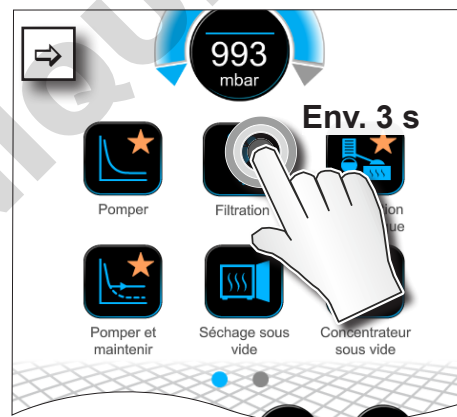 993
mbar
Env. 3 s
Pomper
Filtration
Pomper et
maintenir
Séchage sous
vide
Concentrateur
sous vide